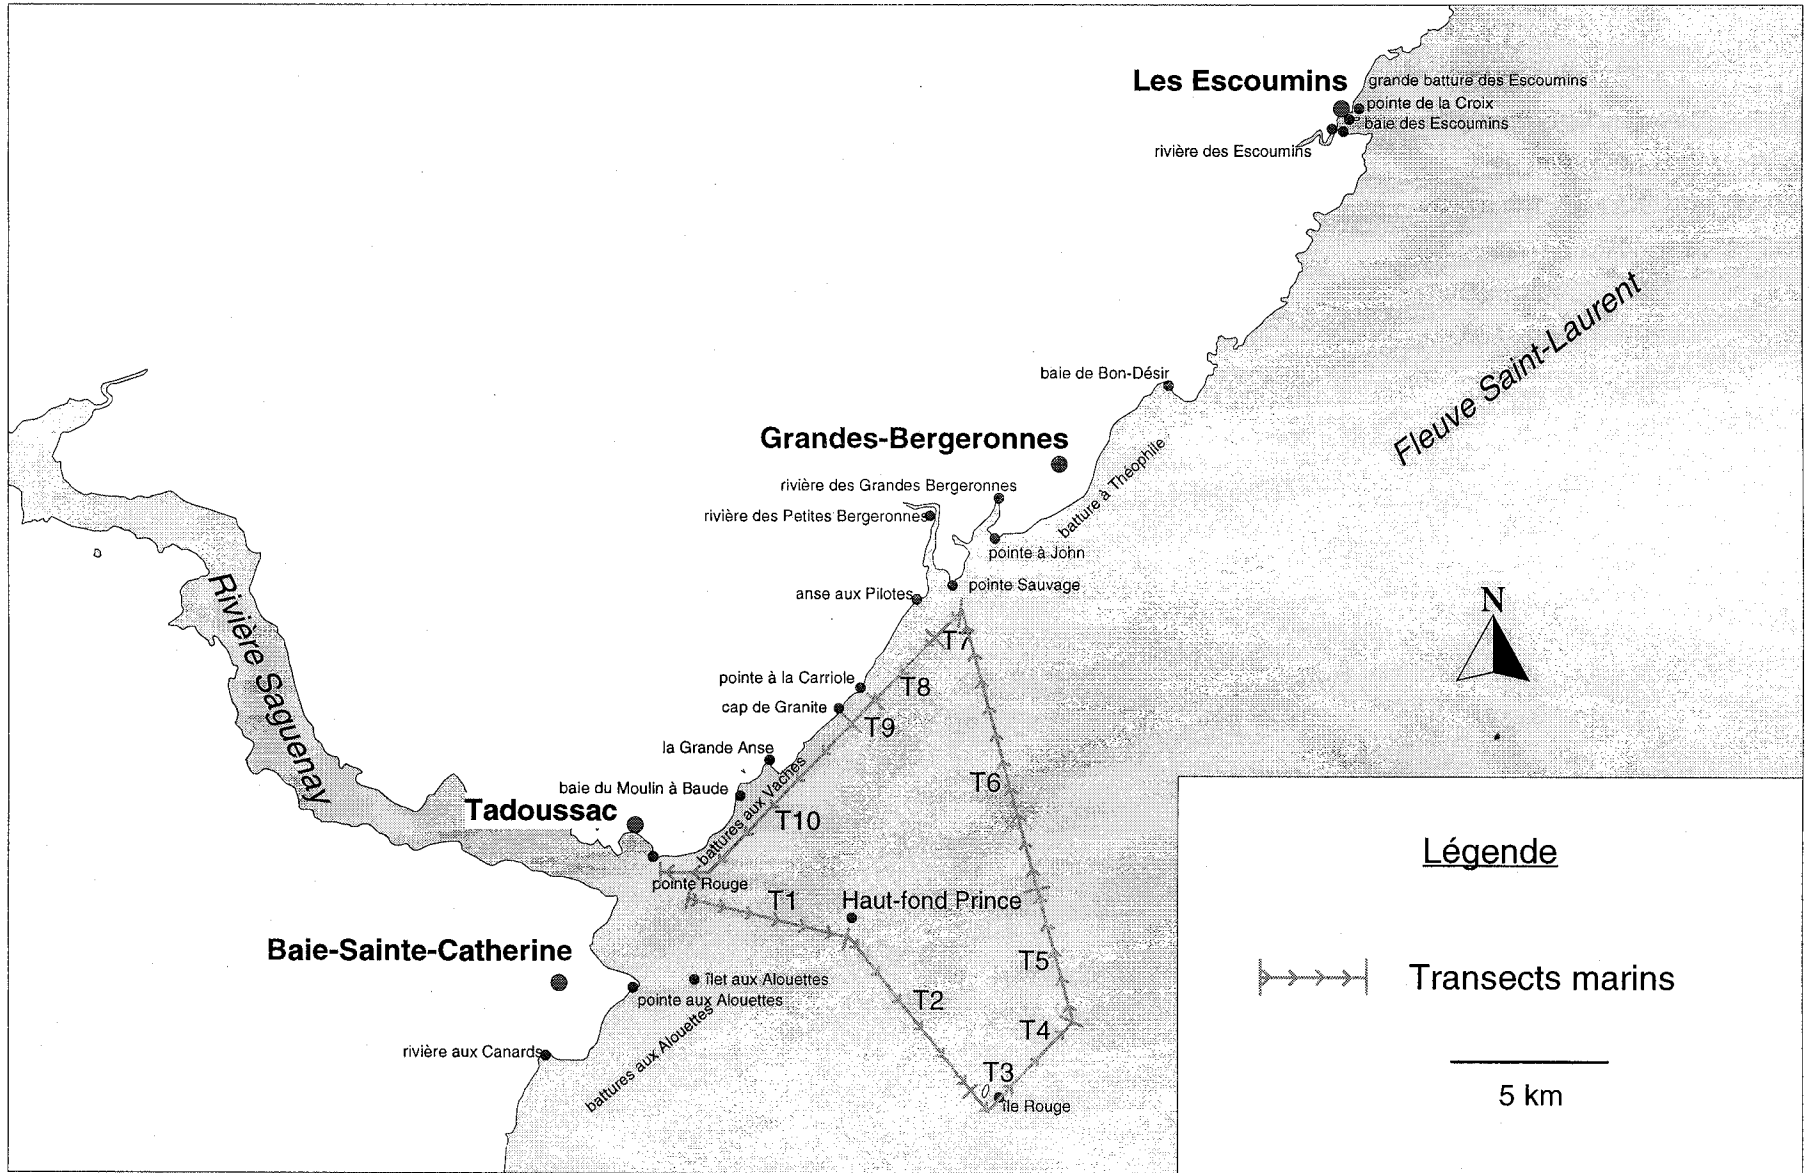 Les Escoumins
grande batture des Escoumins
pointe de la Croix
baie des Escoumins
rivière des Escoumins
Fleuve Saint-Laurent
baie de Bon-Désir
Grandes-Bergeronnes
batture à Théophile
rivière des Grandes Bergeronnes
rivière des Petites Bergeronnes
pointe à John
pointe Sauvage
anse aux Pilotes
Rivière Saguenay
N
T7
pointe à la Carriole
T8
cap de Granite
T9
la Grande Anse
T6
baie du Moulin à Baude
battures aux Vaches
Tadoussac
T10
pointe Rouge
T1
Haut-fond Prince
Baie-Sainte-Catherine
T5
îlet aux Alouettes
pointe aux Alouettes
T2
T4
rivière aux Canards
battures aux Alouettes
T3
île Rouge
Légende
Transects marins
5 km